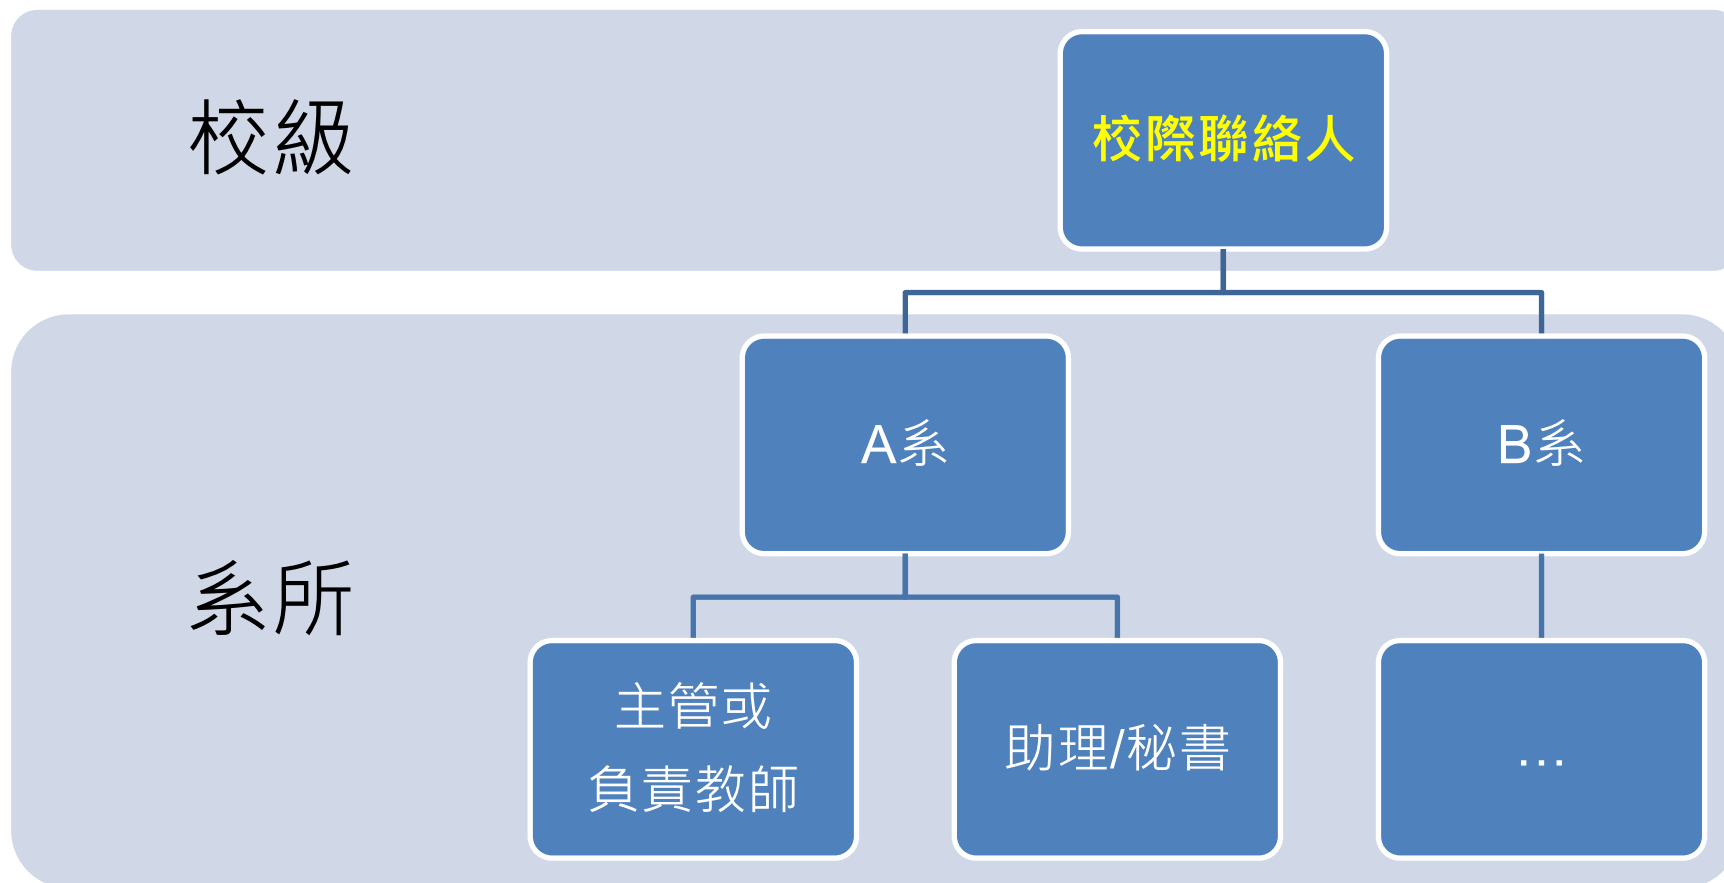 校級
校際聯絡人
系所
A系
B系
主管或
負責教師
助理/秘書
…